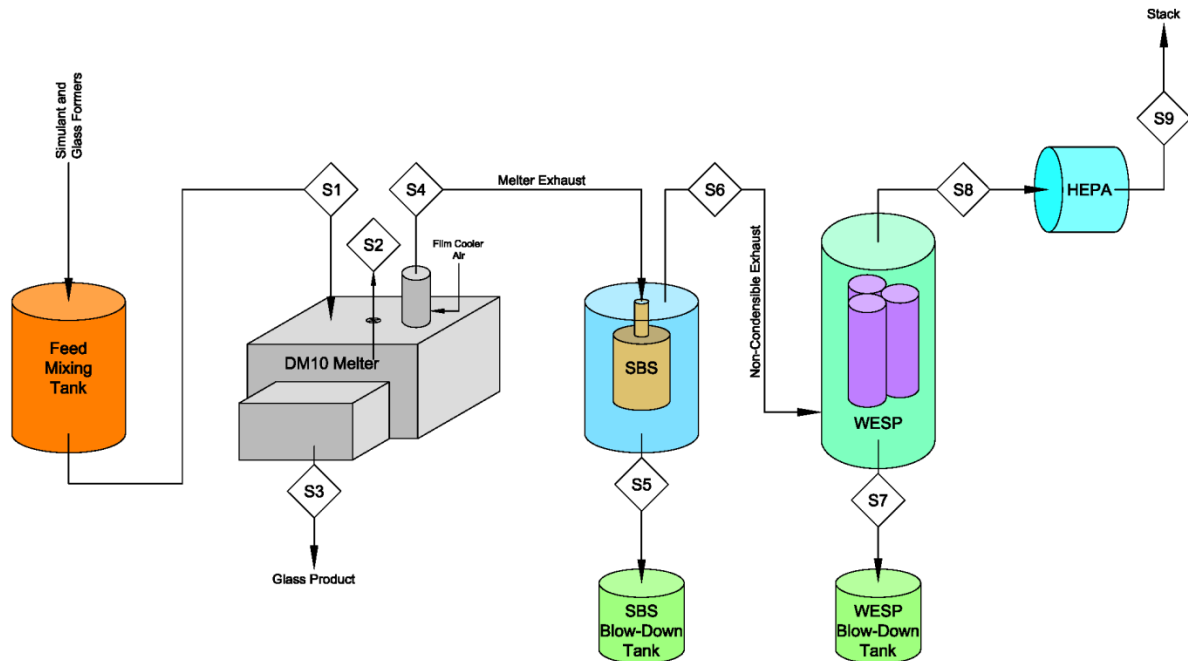 Stack
Simulant and
Glass Formers
S9
S1
S4
Melter Exhaust
S6
S8
HEPA
S2
Film Cooler
Air
Non-Condensible Exhaust
Feed
Mixing
Tank
DM10 Melter
SBS
WESP
S3
S5
S7
Glass Product
SBS
Blow-Down
Tank
WESP
Blow-Down
Tank